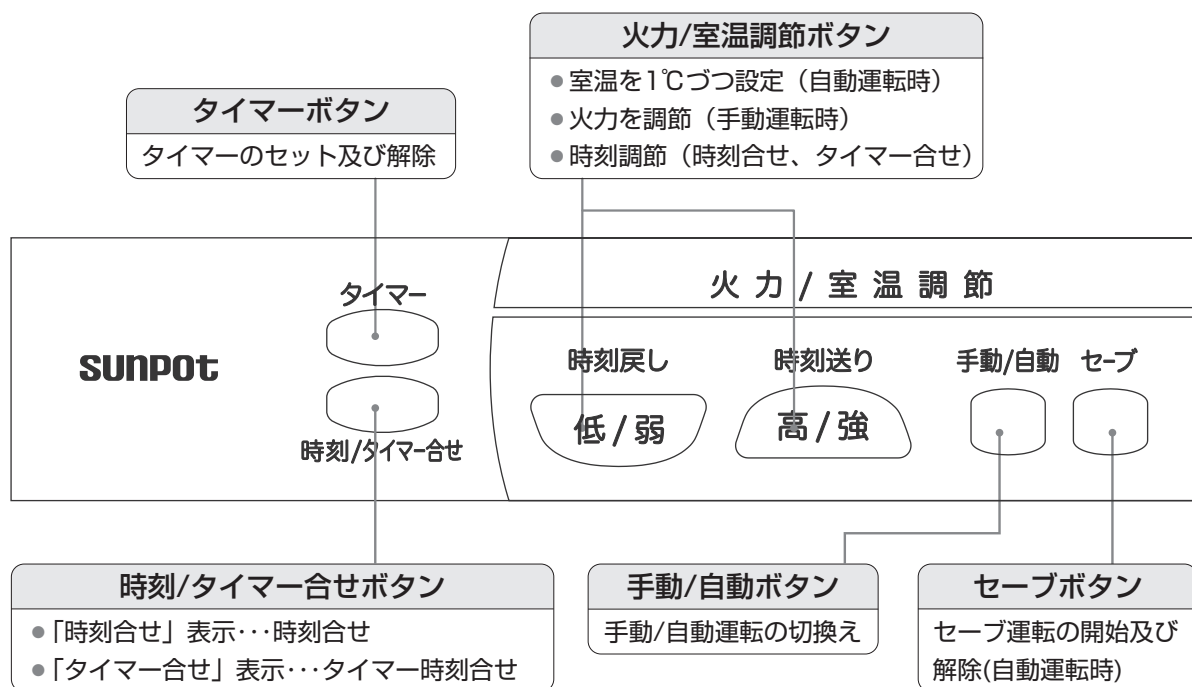 火力/室温調節ボタン
●室温を1℃づつ設定（自動運転時）
●火力を調節（手動運転時）
●時刻調節（時刻合せ、タイマー合せ）
タイマーボタン
タイマーのセット及び解除
火力/室温調節
タイマー
sunpot
時刻/タイマー合せ
時刻戻し
低/弱
時刻送り
高/強
手動/自動
セーブ
時刻/タイマー合せボタン
●「時刻合せ」表示･･･時刻合せ
●「タイマー合せ」表示･･･タイマー時刻合せ
手動/自動ボタン
手動/自動運転の切換え
セーブボタン
セーブ運転の開始及び
解除(自動運転時)